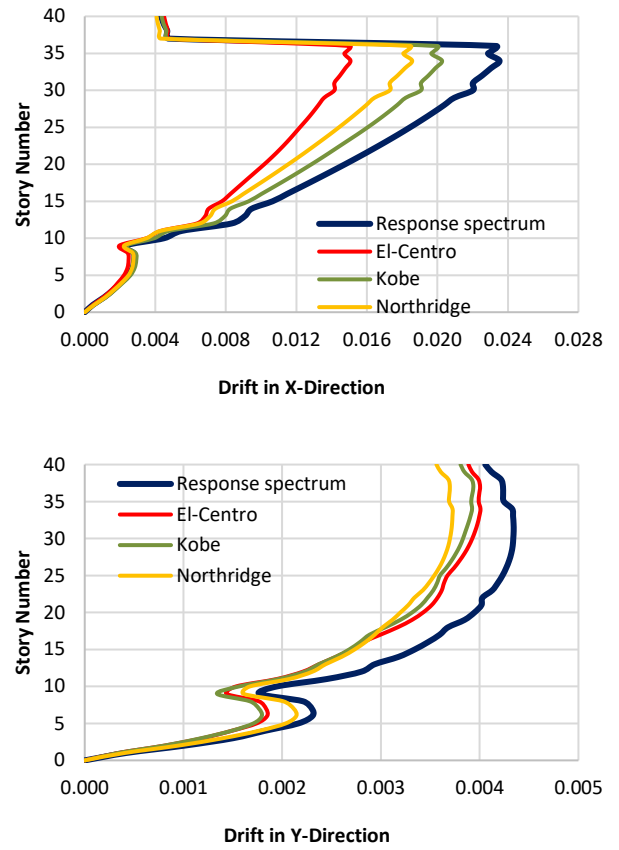 40
35
30
25
20
15
10
5
0
Story Number
Response spectrum
El-Centro
Kobe
Northridge
0.000 0.004 0.008 0.012 0.016 0.020 0.024 0.028
Drift in X-Direction
40
35
30
25
20
15
10
5
0
Story Number
Response spectrum
El-Centro
Kobe
Northridge
0.000 0.001 0.002 0.003 0.004 0.005
Drift in Y-Direction